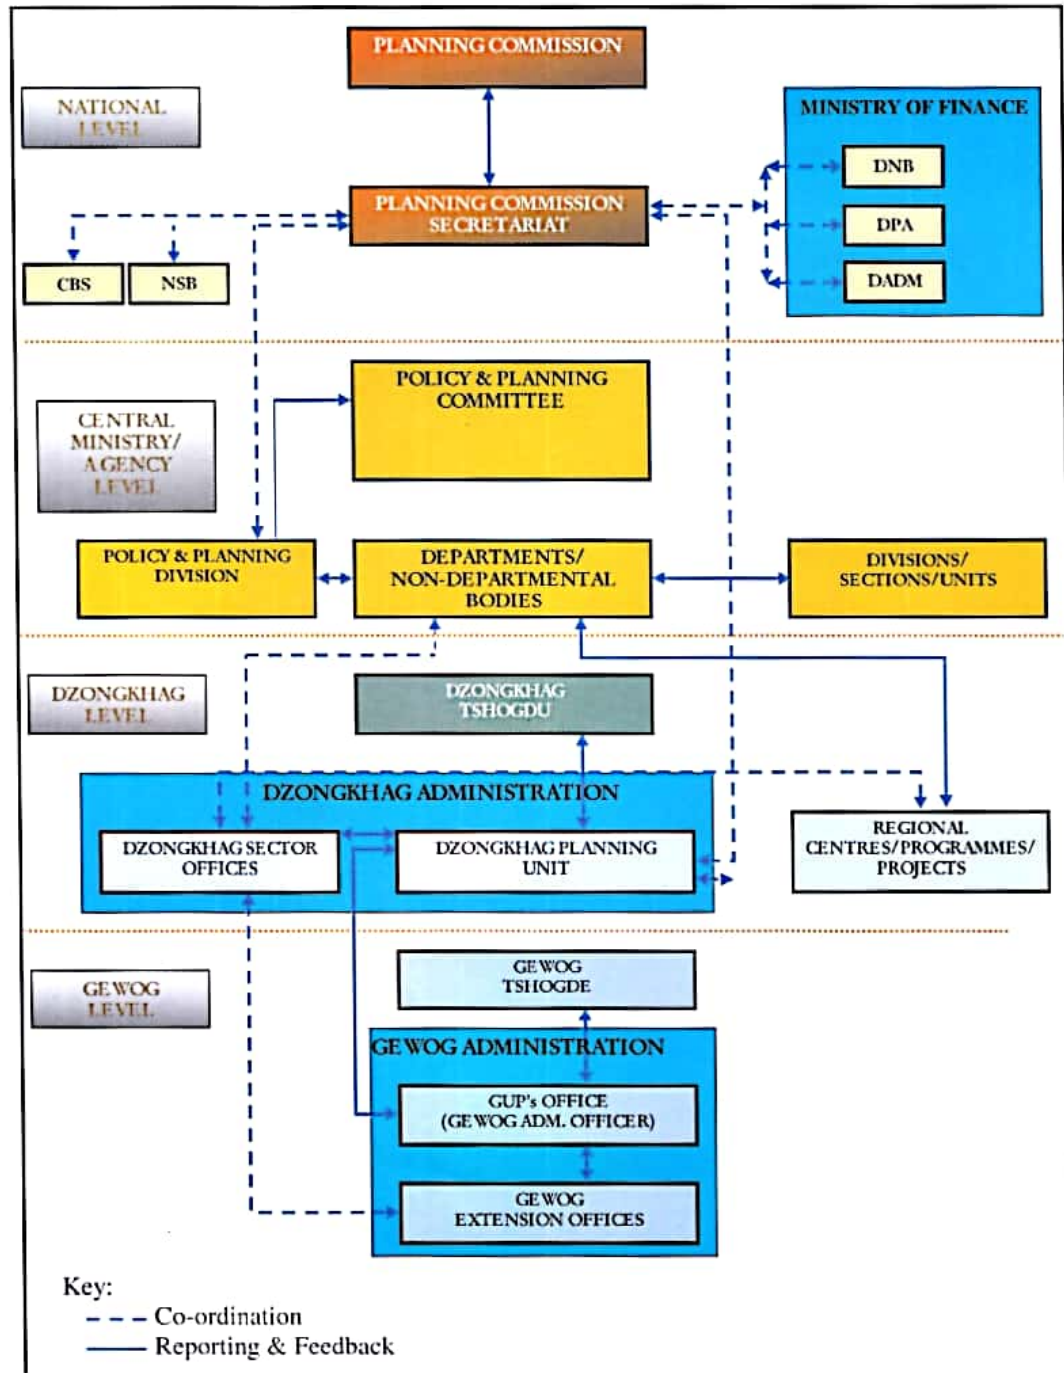 PLANNING COMMISSION
NATIONAL
LEVEL
MINISTRY OF FINANCE
DNB
PLANNING COMMISSION
SECRETARIAT
DPA
CBS
NSB
DADM
POLICY & PLANNING
COMMITTEE
CENTRAL
MINISTRY/
AGENCY
LEVEL
POLICY & PLANNING
DIVISION
DEPARTMENTS/
NON-DEPARTMENTAL
BODIES
DIVISIONS/
SECTIONS/UNITS
DZONGKHAG
LEVEL
DZONGKHAG
TSHOGDU
DZONGKHAG ADMINISTRATION
DZONGKHAG SECTOR
OFFICES
DZONGKHAG PLANNING
UNIT
REGIONAL
CENTRES/PROGRAMMES/
PROJECTS
GEWOG
LEVEL
GEWOG
TSHOGDE
GEWOG ADMINISTRATION
GUP's OFFICE
(GEWOG ADM. OFFICER)
GEWOG
EXTENSION OFFICES
Key:
Co-ordination
Reporting & Feedback